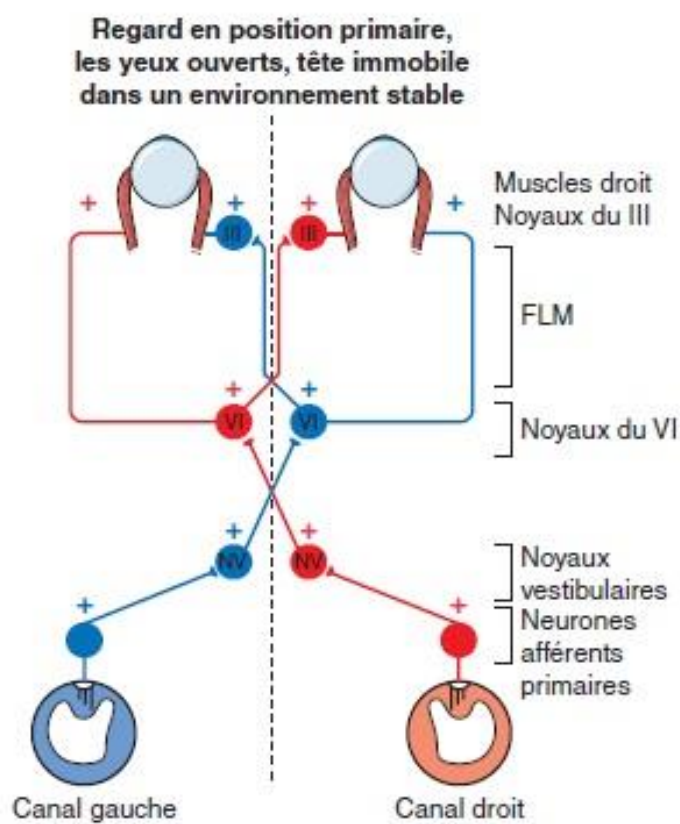 Regard en position primaire,
les yeux ouverts, tête immobile
dans un environnement stable
+
+
+
+
Muscles droit
Noyaux du III
III
III
FLM
+
+
VI
VI
Noyaux du VI
+
+
NV
NV
Noyaux
vestibulaires
+
+
Neurones
afférents
primaires
Canal gauche
Canal droit